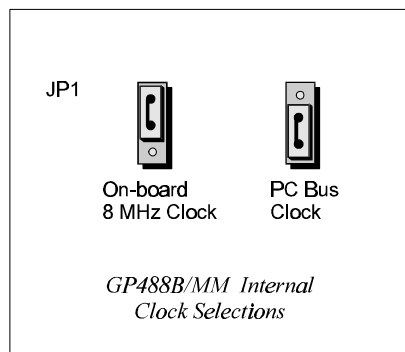 JP1
On-board
8 MHz Clock
PC Bus
Clock
GP488B/MM Internal
Clock Selections